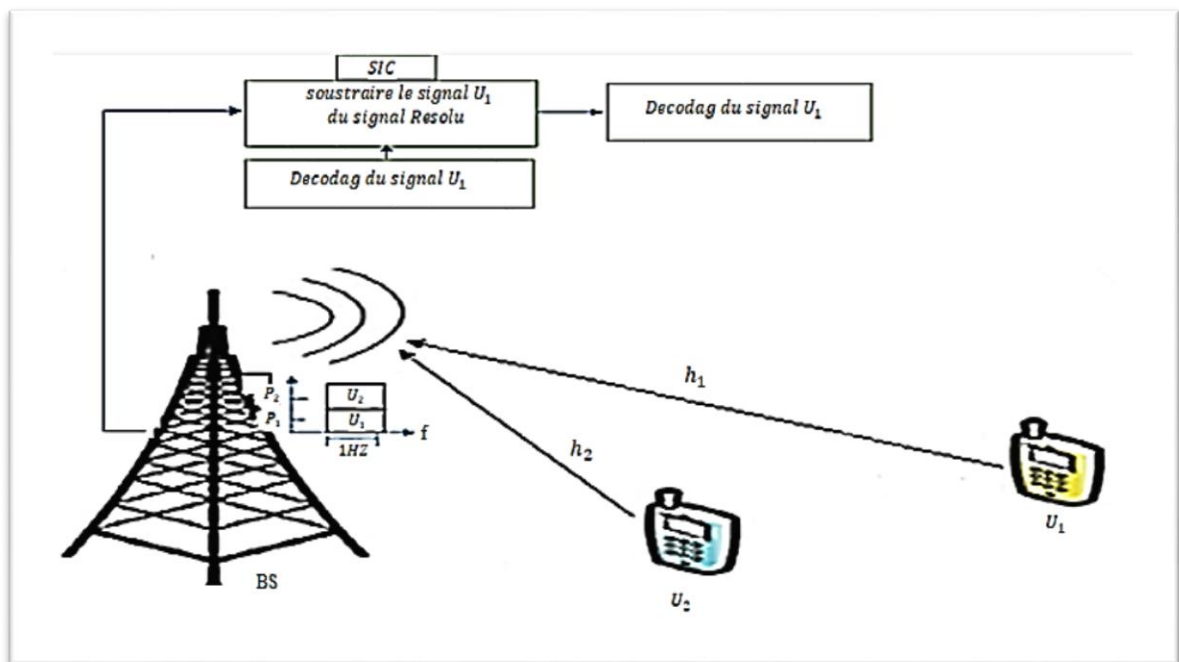 SIC
soustraire le signal U₁
du signal Resolu
Decodag du signal U₁
Decodag du signal U₁
P₂
U₂
P₁
U₁
f
1HZ
h₁
h₂
U₁
U₂
BS